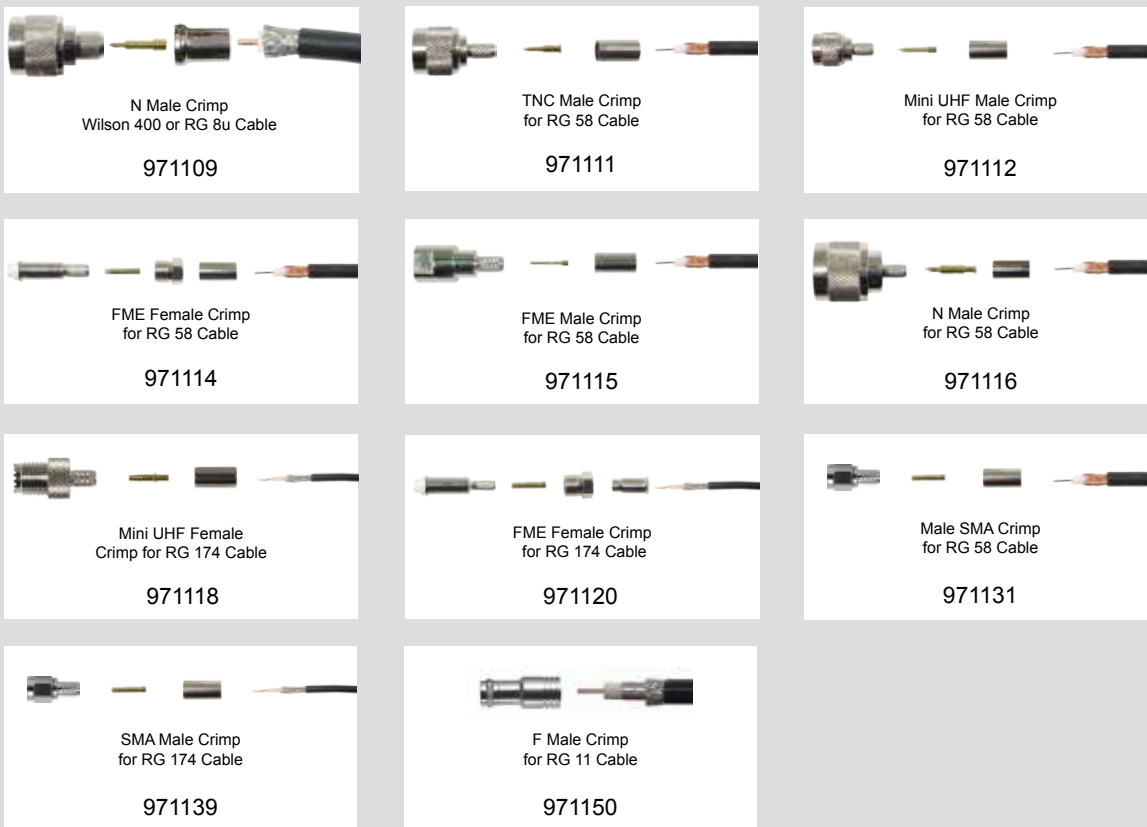 N Male Crimp
Wilson 400 or RG 8u Cable
971109
TNC Male Crimp
for RG 58 Cable
971111
Mini UHF Male Crimp
for RG 58 Cable
971112
FME Female Crimp
for RG 58 Cable
971114
FME Male Crimp
for RG 58 Cable
971115
N Male Crimp
for RG 58 Cable
971116
Mini UHF Female
Crimp for RG 174 Cable
971118
FME Female Crimp
for RG 174 Cable
971120
Male SMA Crimp
for RG 58 Cable
971131
SMA Male Crimp
for RG 174 Cable
971139
F Male Crimp
for RG 11 Cable
971150